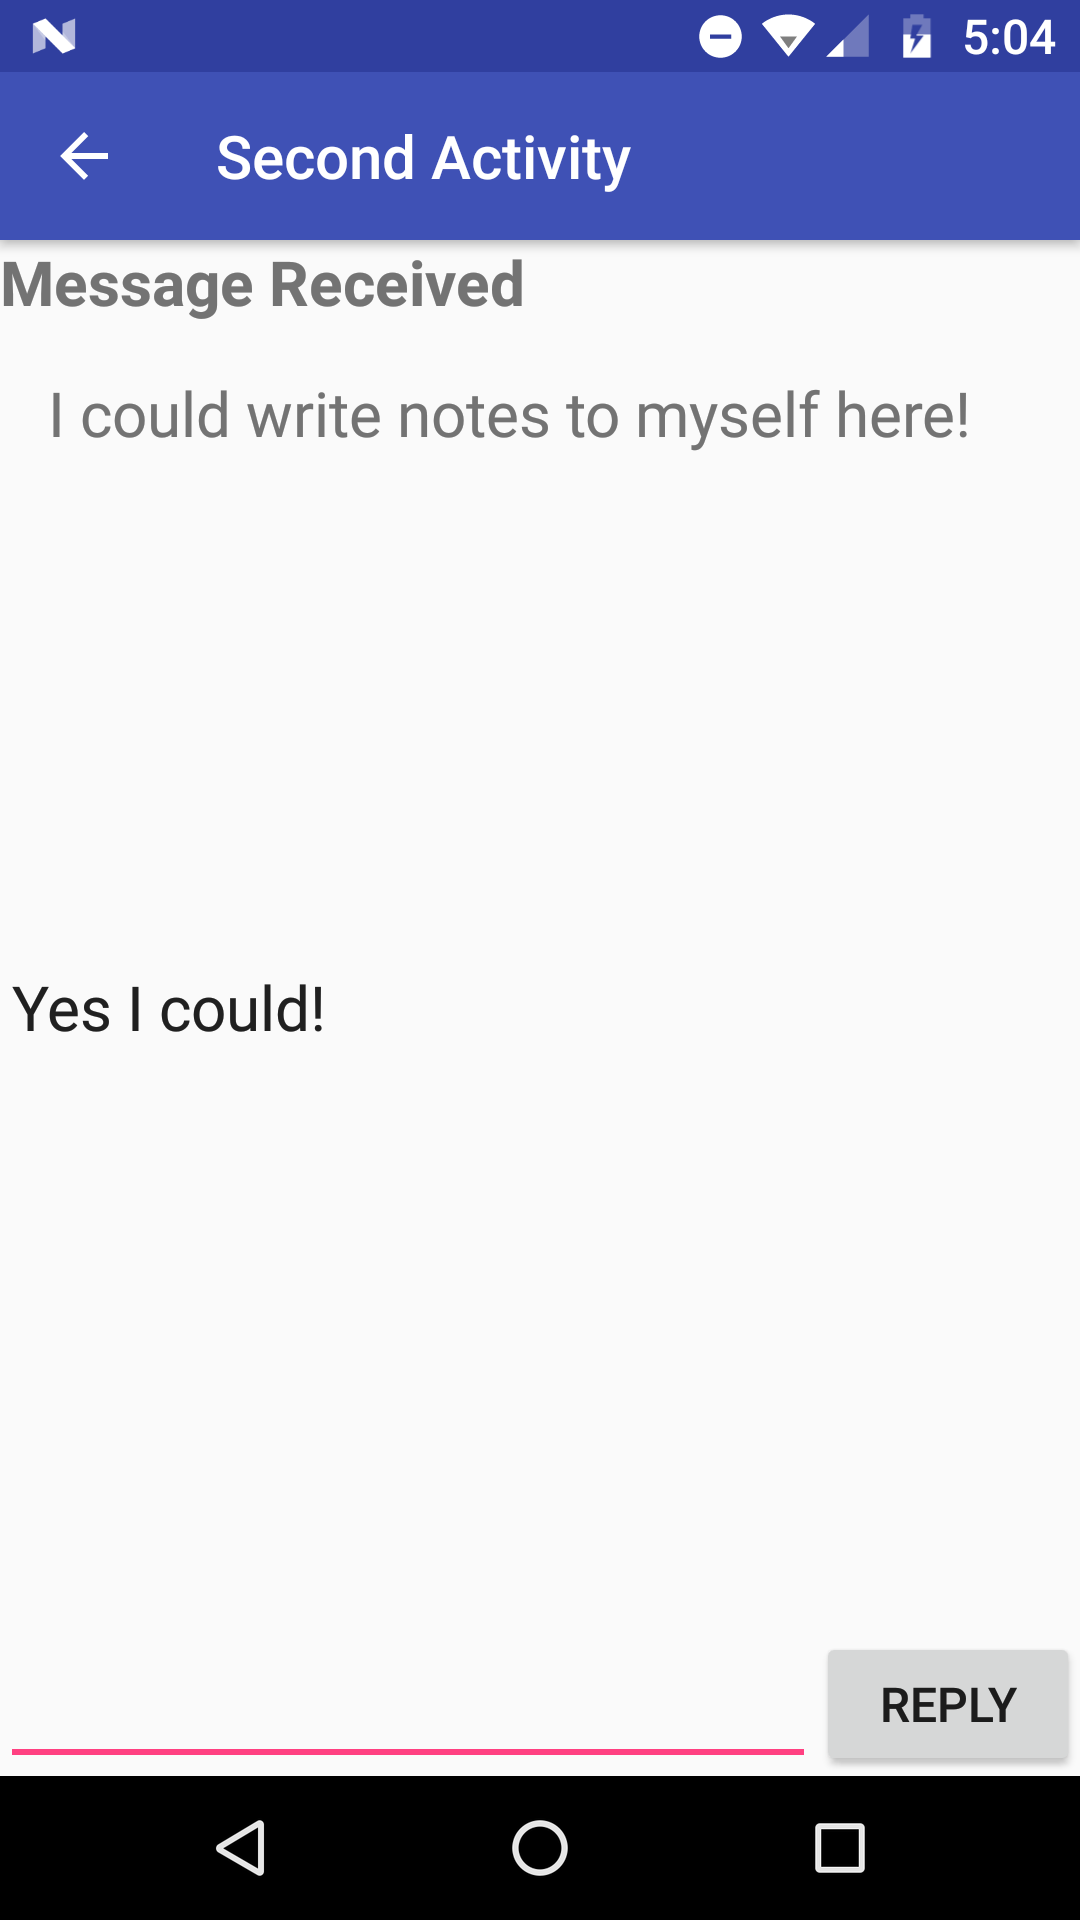 5:04
Second Activity
Message Received
I could write notes to myself here!
Yes I could!
REPLY